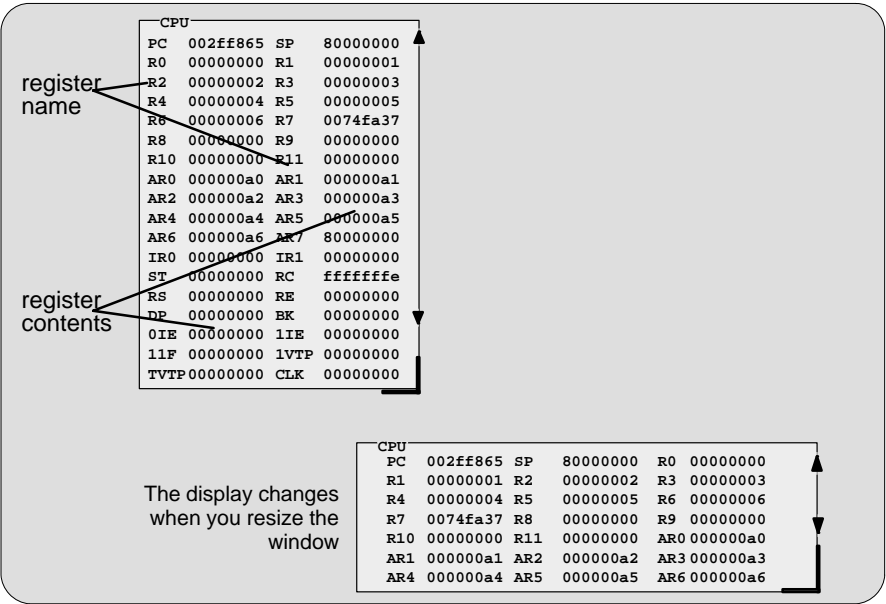 CPU
PC 002ff865 SP 80000000
R0 00000000 R1 00000001
R2 00000002 R3 00000003
R4 00000004 R5 00000005
R6 00000006 R7 0074fa37
R8 00000000 R9 00000000
R10 00000000 R11 00000000
AR0 000000a0 AR1 000000a1
AR2 000000a2 AR3 000000a3
AR4 000000a4 AR5 000000a5
AR6 000000a6 AR7 80000000
IR0 00000000 IR1 00000000
ST 00000000 RC fffffffe
RS 00000000 RE 00000000
DP 00000000 BK 00000000
0IE 00000000 1IE 00000000
11F 00000000 1VTP 00000000
TVTP00000000 CLK 00000000
register
name
register
contents
CPU
PC 002ff865 SP 80000000 R0 00000000
R1 00000001 R2 00000002 R3 00000003
R4 00000004 R5 00000005 R6 00000006
R7 0074fa37 R8 00000000 R9 00000000
R10 00000000 R11 00000000 AR0 000000a0
AR1 000000a1 AR2 000000a2 AR3 000000a3
AR4 000000a4 AR5 000000a5 AR6 000000a6
The display changes
when you resize the
window